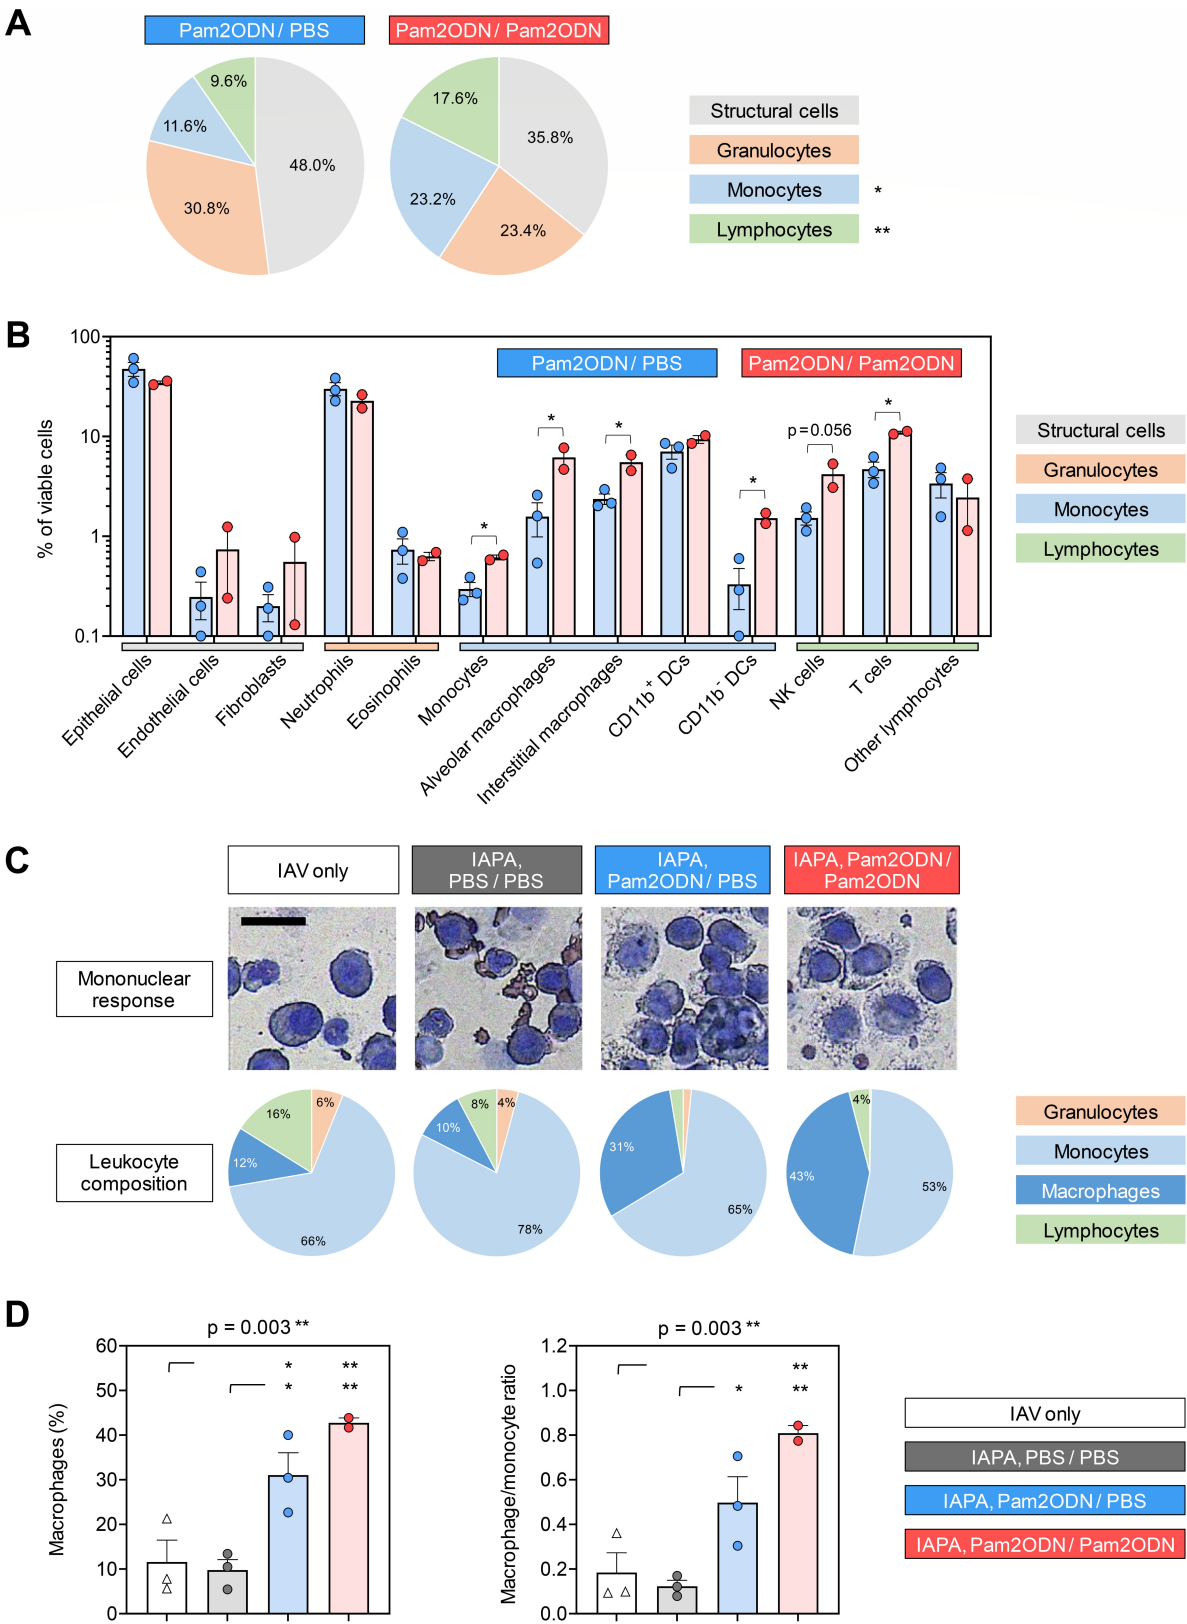 A
Pam2ODN / PBS
Pam2ODN / Pam2ODN
9.6%
11.6%
48.0%
30.8%
17.6%
35.8%
23.2%
23.4%
Structural cells
Granulocytes
Monocytes *
Lymphocytes **
B
% of viable cells
100
10
1
0.1
Pam2ODN / PBS
Pam2ODN / Pam2ODN
*
*
*
*
p = 0.056
*
Epithelial cells
Endothelial cells
Fibroblasts
Neutrophils
Eosinophils
Monocytes
Alveolar macrophages
Interstitial macrophages
CD11b+ DCs
CD11b- DCs
NK cells
T cels
Other lymphocytes
Structural cells
Granulocytes
Monocytes
Lymphocytes
C
IAV only
IAPA,
PBS / PBS
IAPA,
Pam2ODN / PBS
IAPA, Pam2ODN /
Pam2ODN
Mononuclear
response
Leukocyte
composition
16%
6%
12%
66%
8%
4%
10%
78%
31%
65%
4%
43%
53%
Granulocytes
Monocytes
Macrophages
Lymphocytes
D
p = 0.003 **
Macrophages (%)
60
50
40
30
20
10
0
* **
* **
p = 0.003 **
Macrophage/monocyte ratio
1.2
1.0
0.8
0.6
0.4
0.2
0.0
**
* **
IAV only
IAPA, PBS / PBS
IAPA, Pam2ODN / PBS
IAPA, Pam2ODN / Pam2ODN